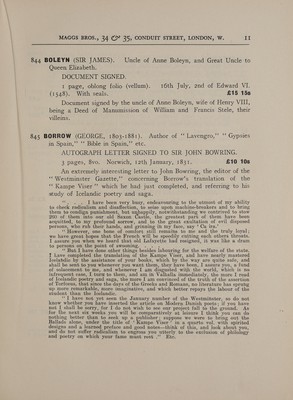 MAGGS BROS., 34 & 35, CONDUIT STREET, LONDON, W. 11
844 BOLEYN (SIR JAMES). Uncle of Anne Boleyn, and Great Uncle to
Queen Elizabeth.
DOCUMENT SIGNED.
1 page, oblong folio (vellum). 16th July, 2nd of Edward VI.
(1548). With seals. £15 15s
Document signed by the uncle of Anne Boleyn, wife of Henry VIII,
being a Deed of Manumission of William and Francis Stele, their
villeins.
845 BORROW (GEORGE, 1803-1881). Author of "Lavengro," "Gypsies
in Spain," "Bible in Spain," etc.
AUTOGRAPH LETTER SIGNED TO SIR JOHN BOWRING.
3 pages, 8vo. Norwich, 12th January, 1831. £10 10s
An extremely interesting letter to John Bowring, the editor of the
"Westminster Gazette," concerning Borrow's translation of the
"Kæmpe Viser" which he had just completed, and referring to his
study of Icelandic poetry and saga.
". . . I have been very busy, endeavouring to the utmost of my ability
to check radicalism and disaffection, to seize upon machine-breakers and to bring
them to condign punishment, but unhappily, notwithstanding we contrived to stow
210 of them into one old Saxon Castle, the greatest part of them have been
acquitted, to my profound sorrow, and to the great exultation of evil disposed
persons, who rub their hands, and grinning in my face, say 'Ch ira.'
"However, one beam of comfort still remains to me and the truly loyal;
we have great hopes that the French will be speedily cutting each others throats.
I assure you when we heard that old Lafayette had resigned, it was like a dram
to persons on the point of swooning.
"But I have done other things besides labouring for the welfare of the state.
I have completed the translation of the Kæmpe Viser, and have nearly mastered
Icelandic by the assistance of your books, which by the way are quite safe, and
shall be sent to you whenever you want them, they have been, I assure you, a fund
of enjoyment to me, and whenever I am disgusted with the world, which is no
infrequent case, I turn to them, and am in Valhalla immediately, the more I read
of Icelandic poetry and saga, the more I am convinced of the truth of the assertion
of Torfœus, that since the days of the Greeks and Romans, no literature has sprung
up more remarkable, more imaginative, and which better repays the labour of the
student than the Icelandic.
"I have not yet seen the January number of the Westminster, so do not
know whether you have inserted the article on Modern Danish poets; if you have
not I shall be sorry, for I do not wish to see our project fall to the ground. As
for the next six weeks you will be comparatively at leisure I think you can do
nothing better than to seek up a publisher; suppose we were to bring out the
Ballads alone, under the title of 'Kæmpe Viser' in a quarto vol. with spirited
designs and a learned preface and good notes—think of this, and look about you,
and do not suffer radicalism to engross you utterly to the exclusion of philology
and poetry on which your fame must rest." Etc.